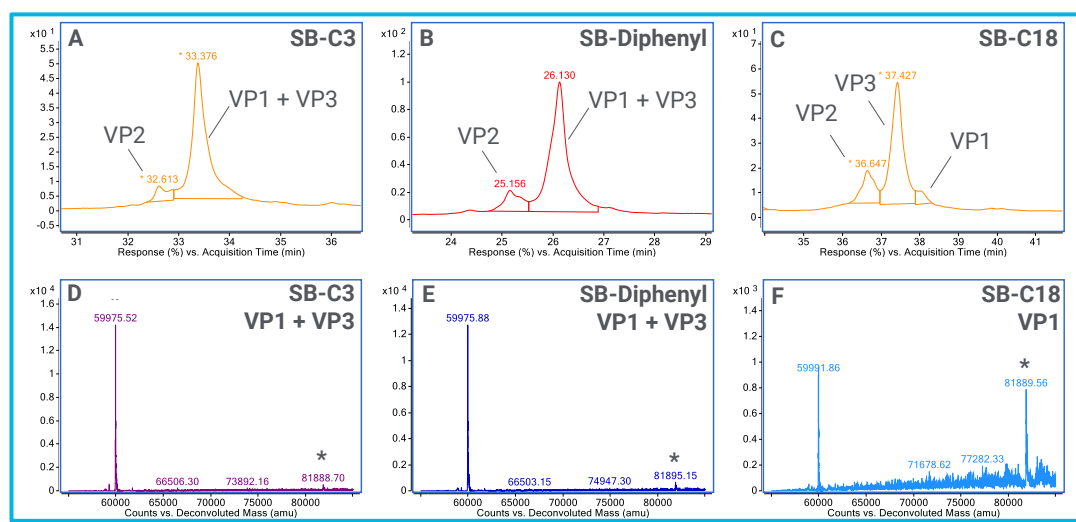 A
SB-C3
x10 1
5.5
5
4.5
4
3.5
3
2.5
2
1.5
1
0.5
0
-0.5
* 33.376
VP1 + VP3
VP2
* 32.613
31 32 33 34 35 36
Response (%) vs. Acquisition Time (min)
B
SB-Diphenyl
x10 2
1.2
1
0.8
0.6
0.4
0.2
0
26.130
VP1 + VP3
VP2
25.156
24 25 26 27 28 29
Response (%) vs. Acquisition Time (min)
C
SB-C18
x10 1
7
6
5
4
3
2
1
0
* 37.427
VP3
VP2
VP1
* 36.647
35 36 37 38 39 40 41
Response (%) vs. Acquisition Time (min)
D
SB-C3
VP1 + VP3
x10 4
1.6
1.4
1.2
1
0.8
0.6
0.4
0.2
0
59975.52
*
66506.30 73892.16 81888.70
60000 65000 70000 75000 80000
Counts vs. Deconvoluted Mass (amu)
E
SB-Diphenyl
VP1 + VP3
x10 4
1.4
1.2
1
0.8
0.6
0.4
0.2
0
59975.88
*
66503.15 74947.30 81895.15
60000 65000 70000 75000 80000
Counts vs. Deconvoluted Mass (amu)
F
SB-C18
VP1
x10 3
1.4
1.2
1
0.8
0.6
0.4
0.2
0
59991.86
*
81889.56
71678.62 77282.33
60000 65000 70000 75000 80000
Counts vs. Deconvoluted Mass (amu)